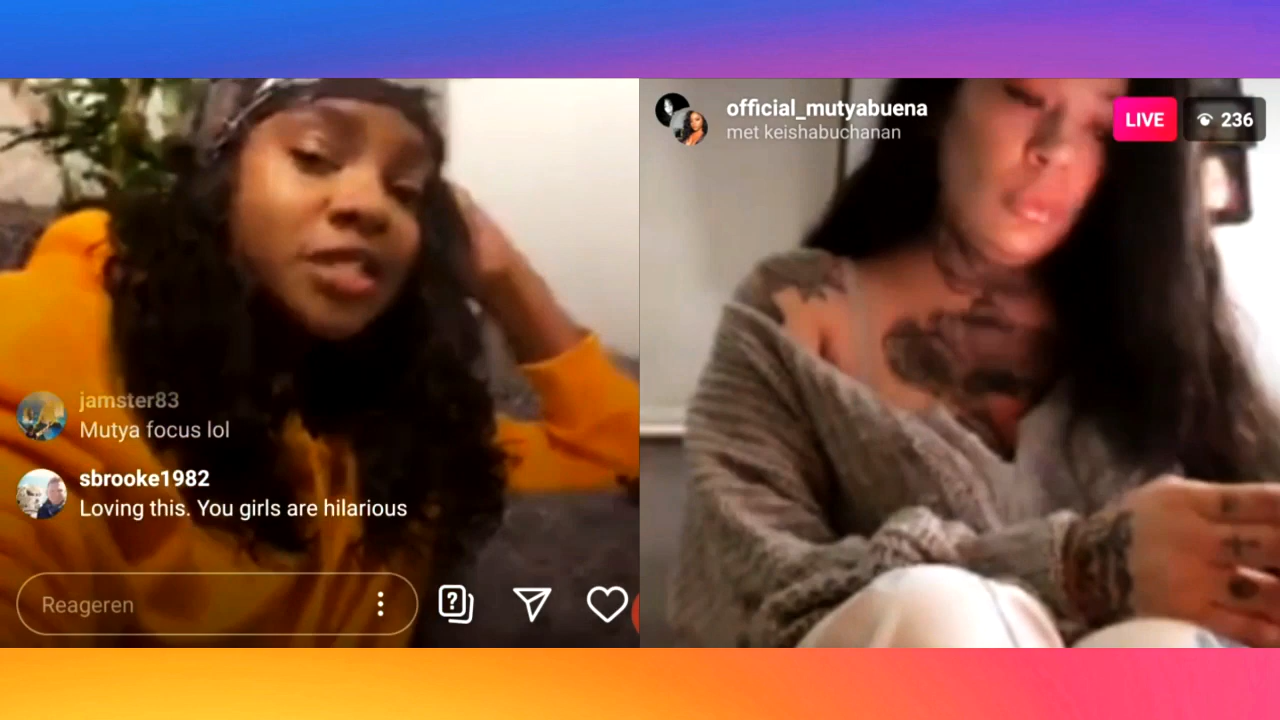 official_mutyabuena
met keishabuchanan
LIVE
236
jamster83
Mutya focus lol
sbrooke1982
Loving this. You girls are hilarious
Reageren